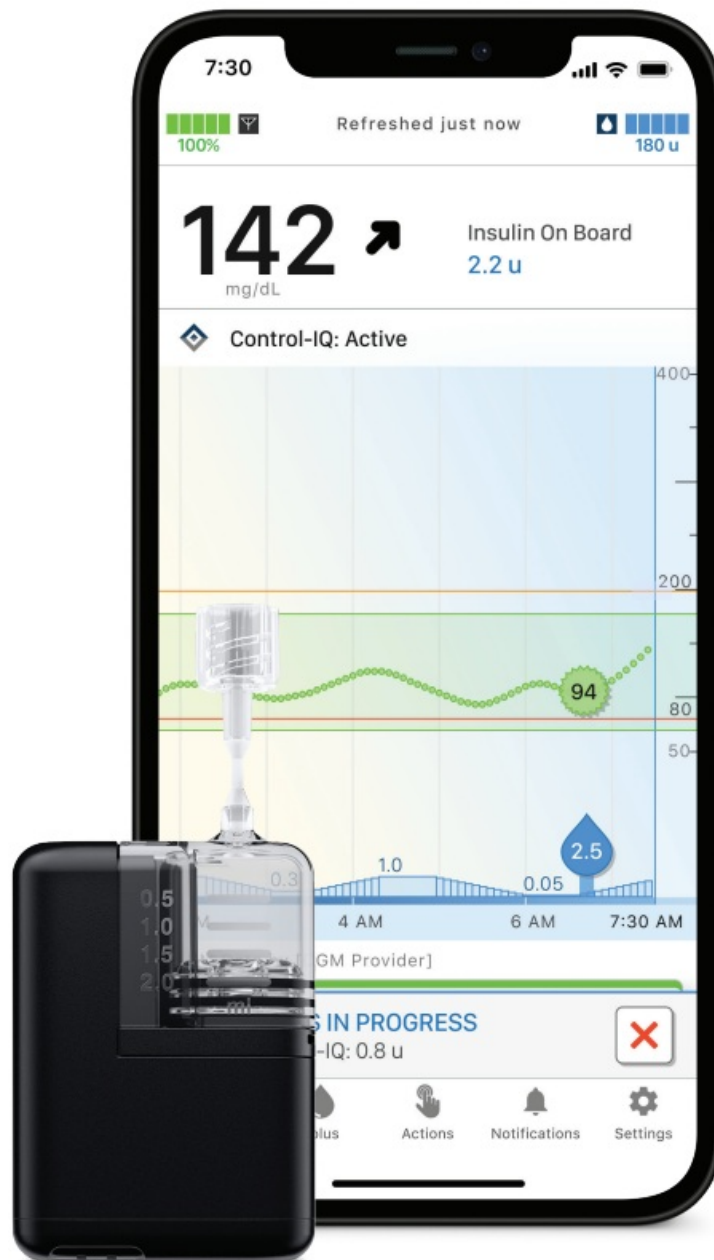 7:30
Refreshed just now
100%
180 u
142
mg/dL
Insulin On Board
2.2 u
Control-IQ: Active
400
200
94
80
50
2.5
1.0
0.3
0.05
0.5
1.0
1.5
2.0
ml
4 AM
6 AM
7:30 AM
GM Provider]
S IN PROGRESS
-IQ: 0.8 u
olus
Actions
Notifications
Settings